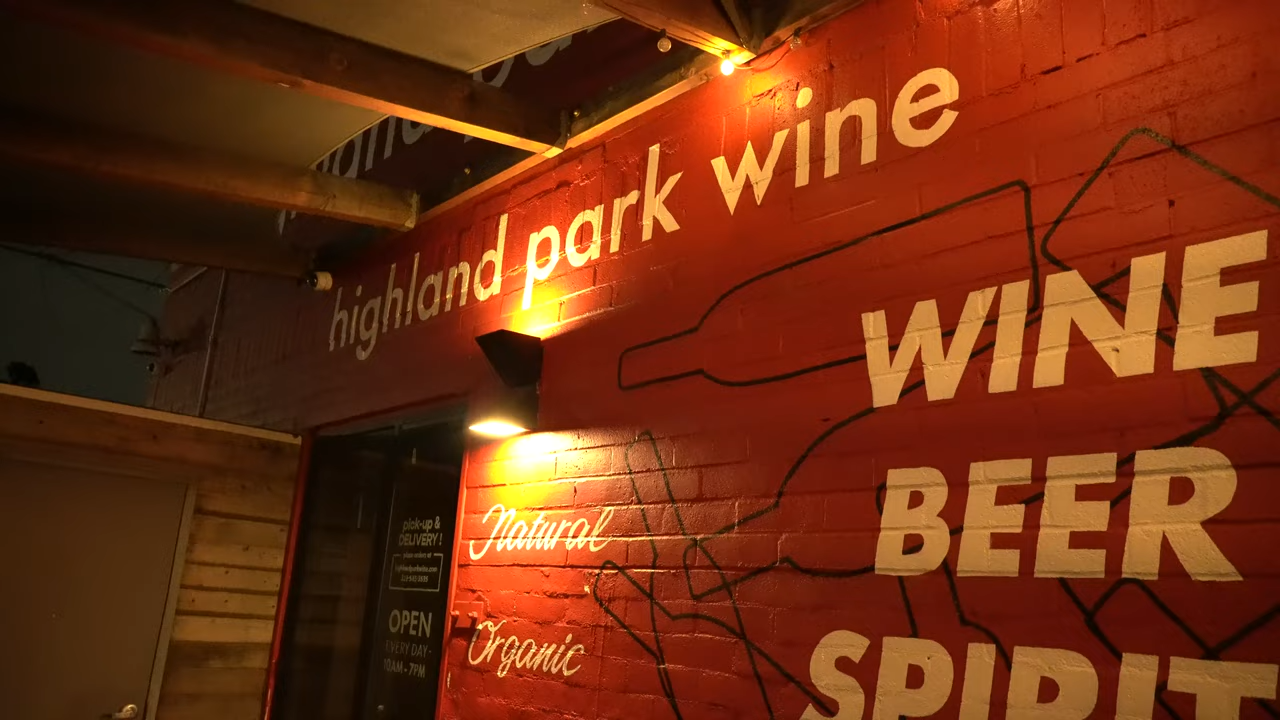 highland park wine
WINE
BEER
SPIRIT
Natural
Organic
pick-up &
DELIVERY!
OPEN
EVERY DAY-
10AM-7PM